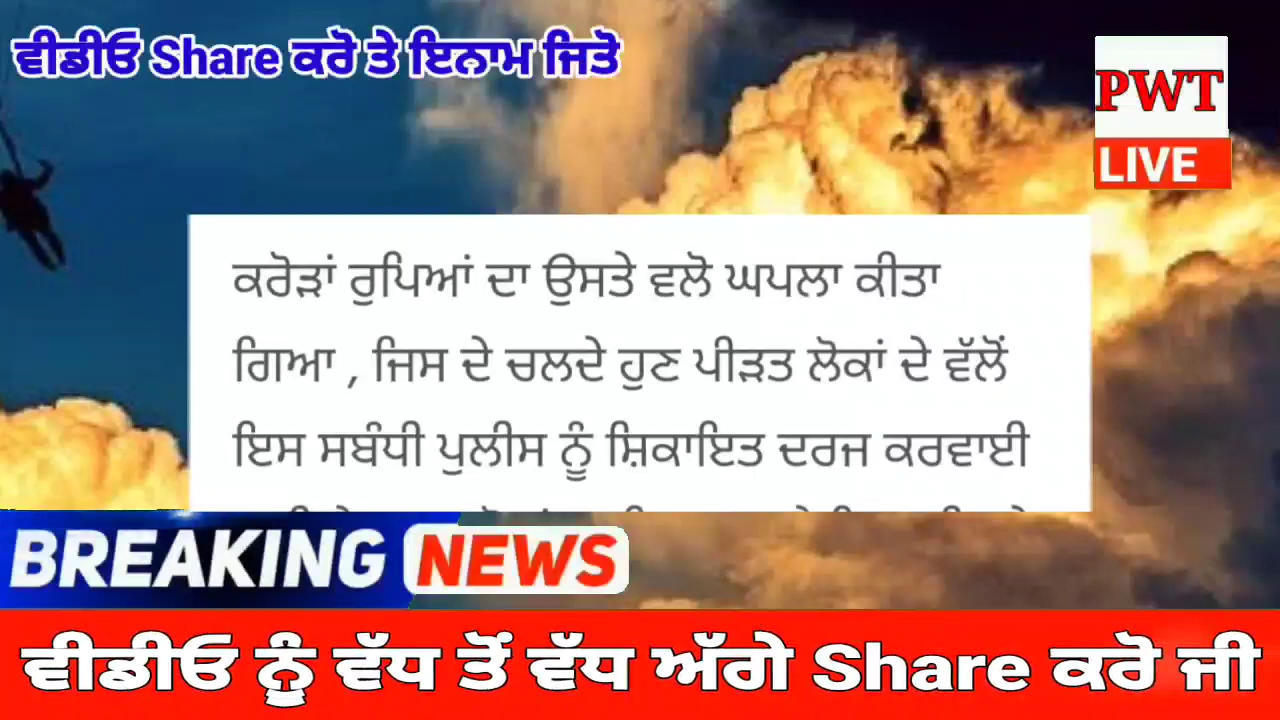 ਵੀਡੀਓ Share ਕਰੋ ਤੇ ਇਨਾਮ ਜਿਤੋ
PWT
LIVE
ਕਰੋੜਾਂ ਰੁਪਿਆਂ ਦਾ ਉਸਤੇ ਵਲੋ ਘਪਲਾ ਕੀਤਾ
ਗਿਆ , ਜਿਸ ਦੇ ਚਲਦੇ ਹੁਣ ਪੀੜਤ ਲੋਕਾਂ ਦੇ ਵੱਲੋਂ
ਇਸ ਸਬੰਧੀ ਪੁਲੀਸ ਨੂੰ ਸ਼ਿਕਾਇਤ ਦਰਜ ਕਰਵਾਈ
BREAKING NEWS
ਵੀਡੀਓ ਨੂੰ ਵੱਧ ਤੋਂ ਵੱਧ ਅੱਗੇ Share ਕਰੋ ਜੀ